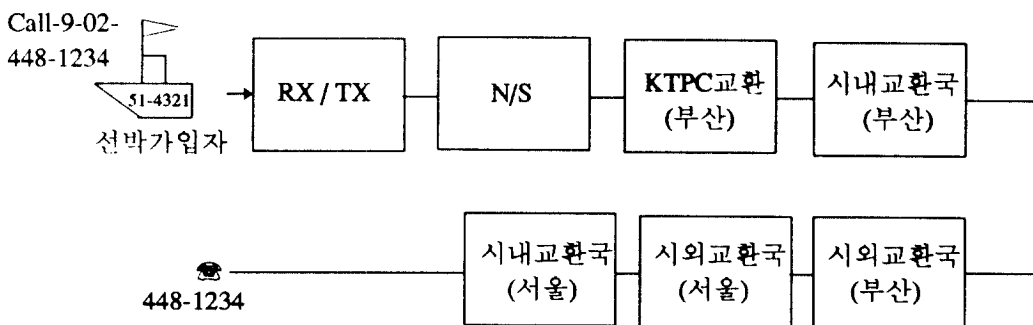 Call-9-02-
448-1234
51-4321
선박가입자
RX / TX
N/S
KTPC교환
(부산)
시내교환국
(부산)
시내교환국
(서울)
시외교환국
(서울)
시외교환국
(부산)
448-1234